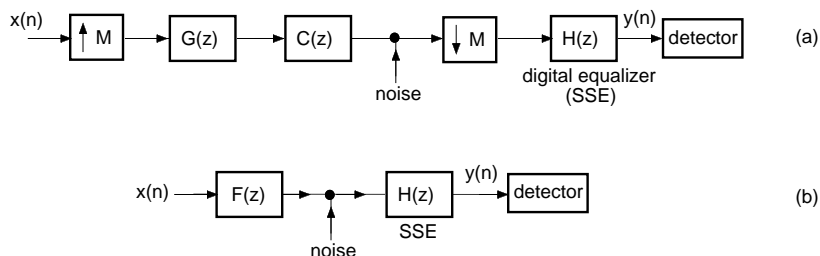 x(n)
↑ M
G(z)
C(z)
noise
↓ M
H(z)
digital equalizer
(SSE)
y(n)
detector
(a)
x(n)
F(z)
noise
H(z)
SSE
y(n)
detector
(b)